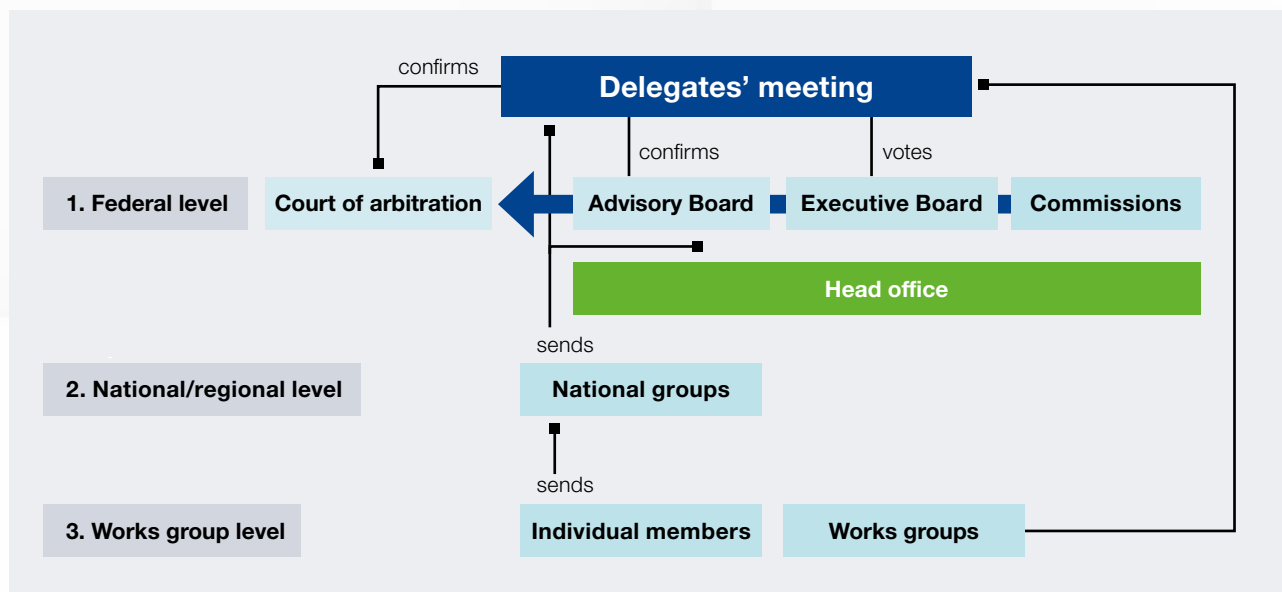 confirms
Delegates’ meeting
confirms
votes
1. Federal level
Court of arbitration
Advisory Board
Executive Board
Commissions
Head office
sends
2. National/regional level
National groups
sends
3. Works group level
Individual members
Works groups